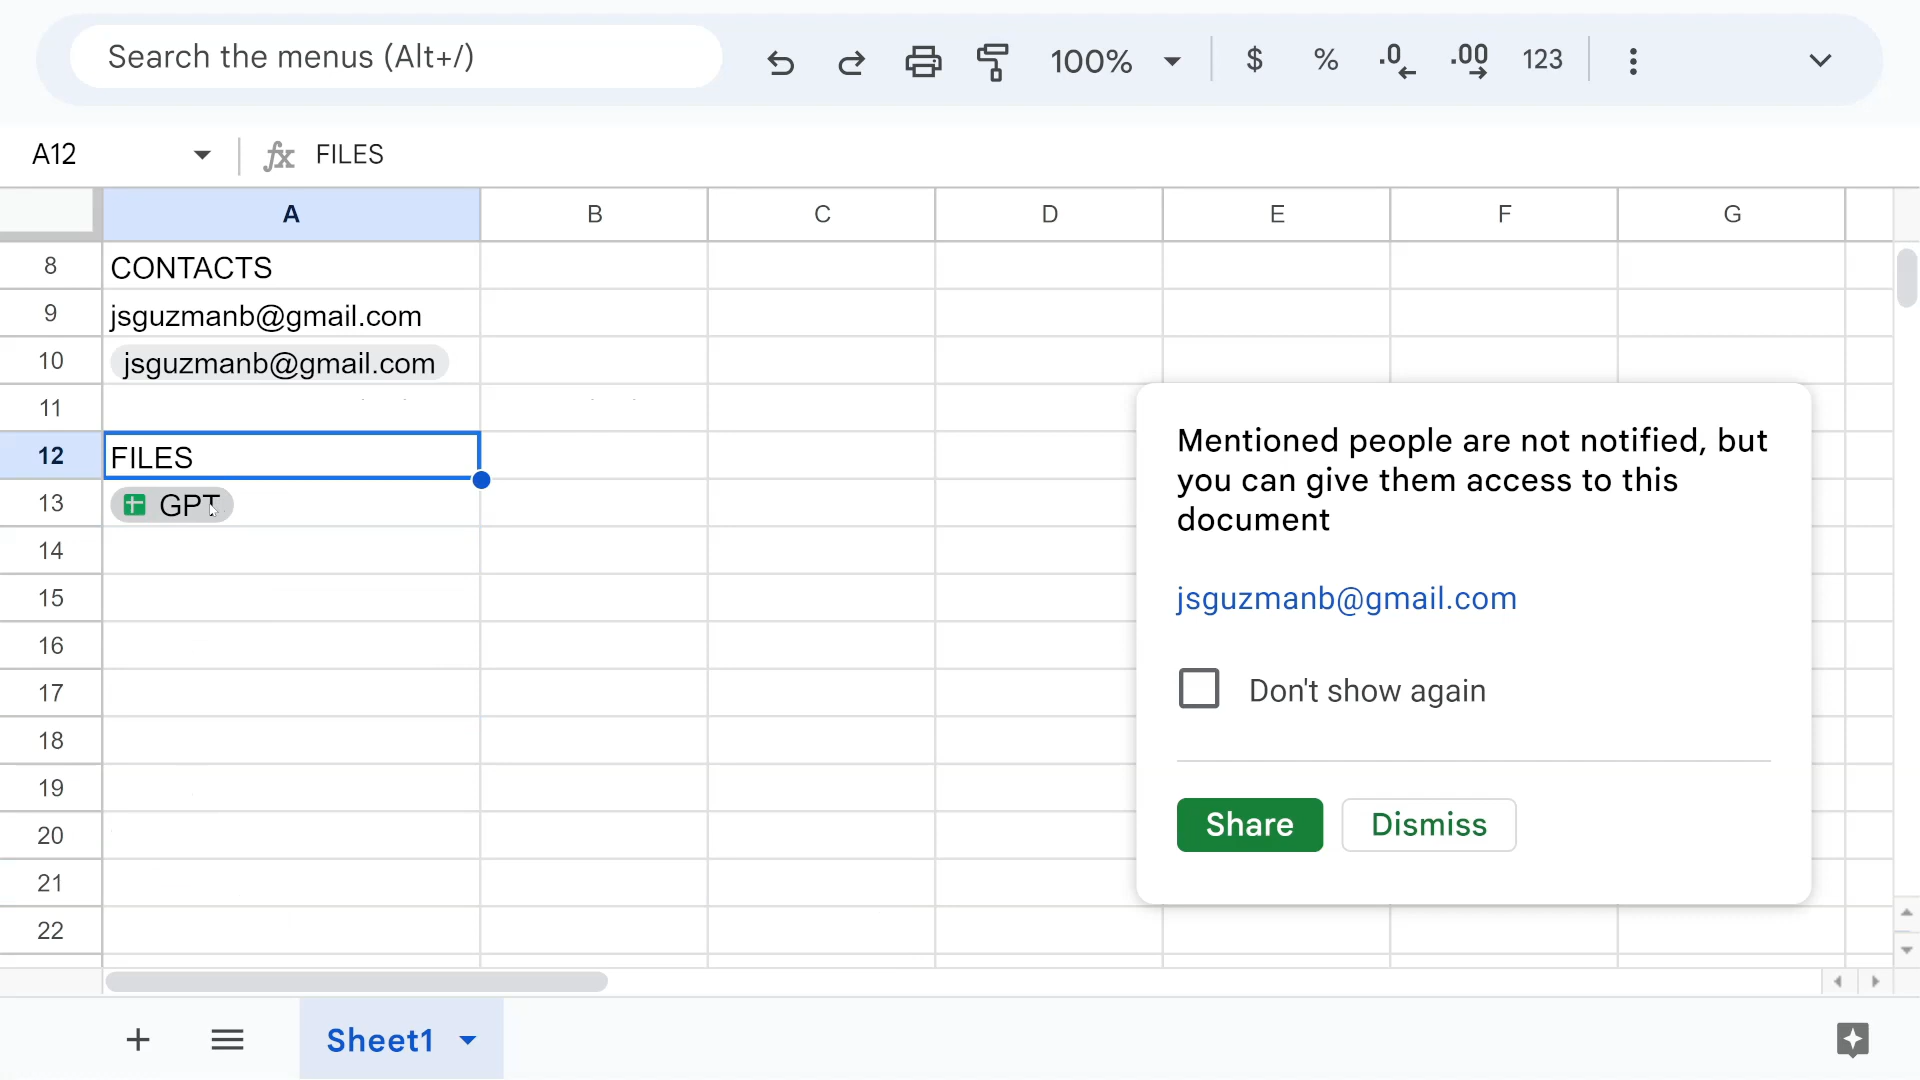 Search the menus (Alt+/)
100%
$
%
.0
.00
123
A12
fx
FILES
A
B
C
D
E
F
G
8
CONTACTS
9
jsguzmanb@gmail.com
10
jsguzmanb@gmail.com
11
12
FILES
13
GPT
14
15
16
17
18
19
20
21
22
Mentioned people are not notified, but
you can give them access to this
document
jsguzmanb@gmail.com
Don't show again
Share
Dismiss
Sheet1